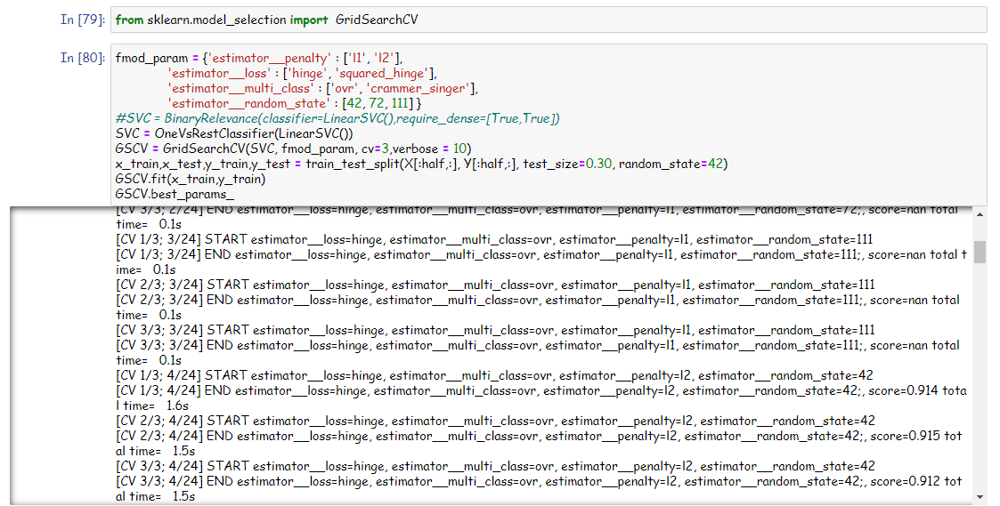 In [79]: from sklearn.model_selection import GridSearchCV
In [80]: fmod_param = {'estimator__penalty' : ['l1', 'l2'],
'estimator__loss' : ['hinge', 'squared_hinge'],
'estimator__multi_class' : ['ovr', 'crammer_singer'],
'estimator__random_state' : [42, 72, 111] }
#SVC = BinaryRelevance(classifier=LinearSVC(),require_dense=[True,True])
SVC = OneVsRestClassifier(LinearSVC())
GSCV = GridSearchCV(SVC, fmod_param, cv=3,verbose = 10)
x_train,x_test,y_train,y_test = train_test_split(X[:half,:], Y[:half,:], test_size=0.30, random_state=42)
GSCV.fit(x_train,y_train)
GSCV.best_params_
[CV 3/3; 2/24] END estimator__loss=hinge, estimator__multi_class=ovr, estimator__penalty=l1, estimator__random_state=72;, score=nan total
time=   0.1s
[CV 1/3; 3/24] START estimator__loss=hinge, estimator__multi_class=ovr, estimator__penalty=l1, estimator__random_state=111
[CV 1/3; 3/24] END estimator__loss=hinge, estimator__multi_class=ovr, estimator__penalty=l1, estimator__random_state=111;, score=nan total t
ime=   0.1s
[CV 2/3; 3/24] START estimator__loss=hinge, estimator__multi_class=ovr, estimator__penalty=l1, estimator__random_state=111
[CV 2/3; 3/24] END estimator__loss=hinge, estimator__multi_class=ovr, estimator__penalty=l1, estimator__random_state=111;, score=nan total
time=   0.1s
[CV 3/3; 3/24] START estimator__loss=hinge, estimator__multi_class=ovr, estimator__penalty=l1, estimator__random_state=111
[CV 3/3; 3/24] END estimator__loss=hinge, estimator__multi_class=ovr, estimator__penalty=l1, estimator__random_state=111;, score=nan total
time=   0.1s
[CV 1/3; 4/24] START estimator__loss=hinge, estimator__multi_class=ovr, estimator__penalty=l2, estimator__random_state=42
[CV 1/3; 4/24] END estimator__loss=hinge, estimator__multi_class=ovr, estimator__penalty=l2, estimator__random_state=42;, score=0.914 tota
l time=   1.6s
[CV 2/3; 4/24] START estimator__loss=hinge, estimator__multi_class=ovr, estimator__penalty=l2, estimator__random_state=42
[CV 2/3; 4/24] END estimator__loss=hinge, estimator__multi_class=ovr, estimator__penalty=l2, estimator__random_state=42;, score=0.915 tot
al time=   1.5s
[CV 3/3; 4/24] START estimator__loss=hinge, estimator__multi_class=ovr, estimator__penalty=l2, estimator__random_state=42
[CV 3/3; 4/24] END estimator__loss=hinge, estimator__multi_class=ovr, estimator__penalty=l2, estimator__random_state=42;, score=0.912 tot
al time=   1.5s